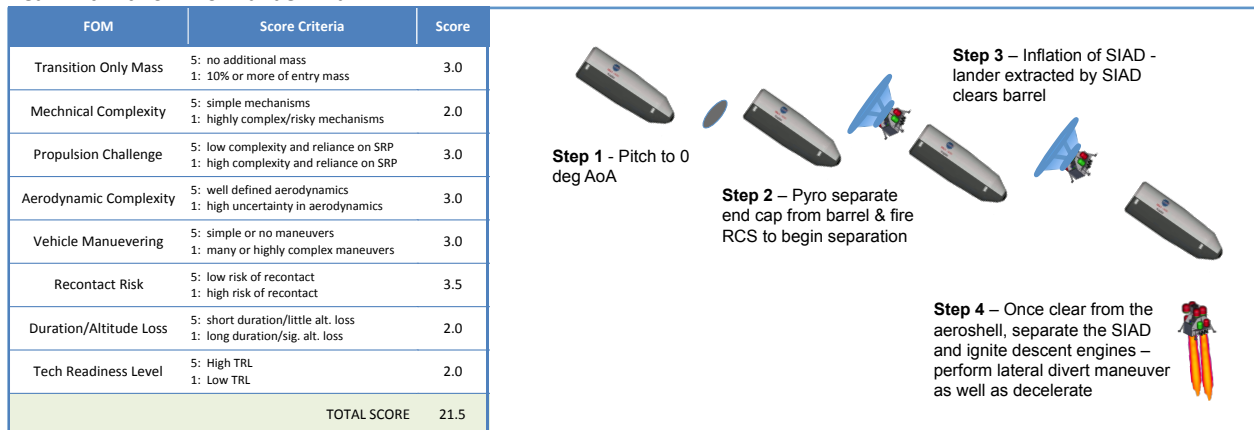 FOM Score Criteria Score
Transition Only Mass
5: no additional mass
1: 10% or more of entry mass
3.0
Mechnical Complexity
5: simple mechanisms
1: highly complex/risky mechanisms
2.0
Propulsion Challenge
5: low complexity and reliance on SRP
1: high complexity and reliance on SRP
3.0
Aerodynamic Complexity
5: well defined aerodynamics
1: high uncertainty in aerodynamics
3.0
Vehicle Manuevering
5: simple or no maneuvers
1: many or highly complex maneuvers
3.0
Recontact Risk
5: low risk of recontact
1: high risk of recontact
3.5
Duration/Altitude Loss
5: short duration/little alt. loss
1: long duration/sig. alt. loss
2.0
Tech Readiness Level
5: High TRL
1: Low TRL
2.0
TOTAL SCORE 21.5
Step 1 - Pitch to 0
deg AoA
Step 2 – Pyro separate
end cap from barrel & fire
RCS to begin separation
Step 3 – Inflation of SIAD -
lander extracted by SIAD
clears barrel
Step 4 – Once clear from the
aeroshell, separate the SIAD
and ignite descent engines –
perform lateral divert maneuver
as well as decelerate